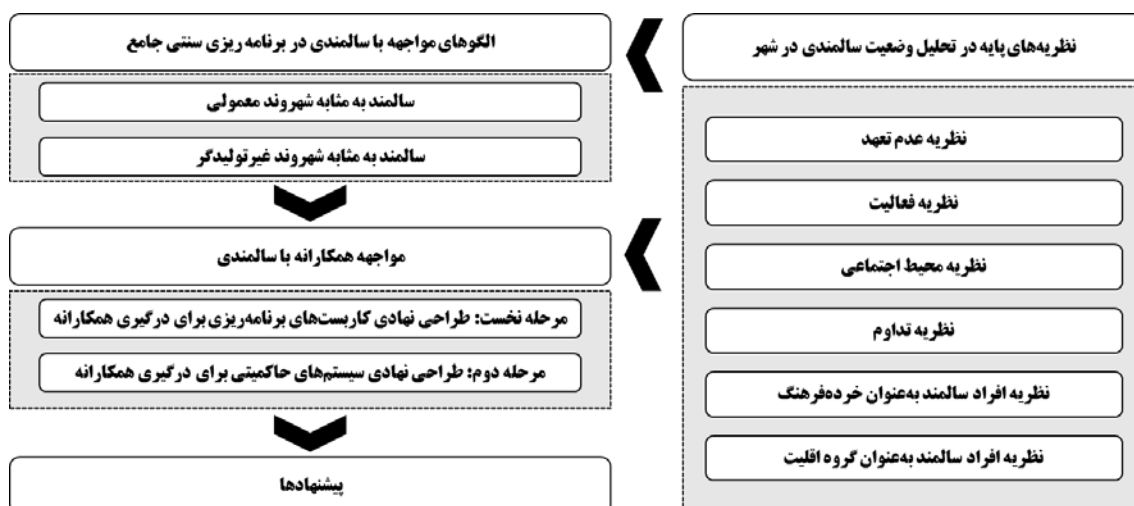 نظریه‌های پایه در تحلیل وضعیت سالمندی در شهر
نظریه عدم تعهد
نظریه فعالیت
نظریه محیط اجتماعی
نظریه تداوم
نظریه افراد سالمند به‌عنوان خرده‌فرهنگ
نظریه افراد سالمند به‌عنوان گروه اقلیت
الگوهای مواجهه با سالمندی در برنامه ریزی سنتی جامع
سالمند به مثابه شهروند معمولی
سالمند به مثابه شهروند غیرتولیدگر
مواجهه همکارانه با سالمندی
مرحله نخست: طراحی نهادی کاربست‌های برنامه‌ریزی برای درگیری همکارانه
مرحله دوم: طراحی نهادی سیستم‌های حاکمیتی برای درگیری همکارانه
پیشنهادها